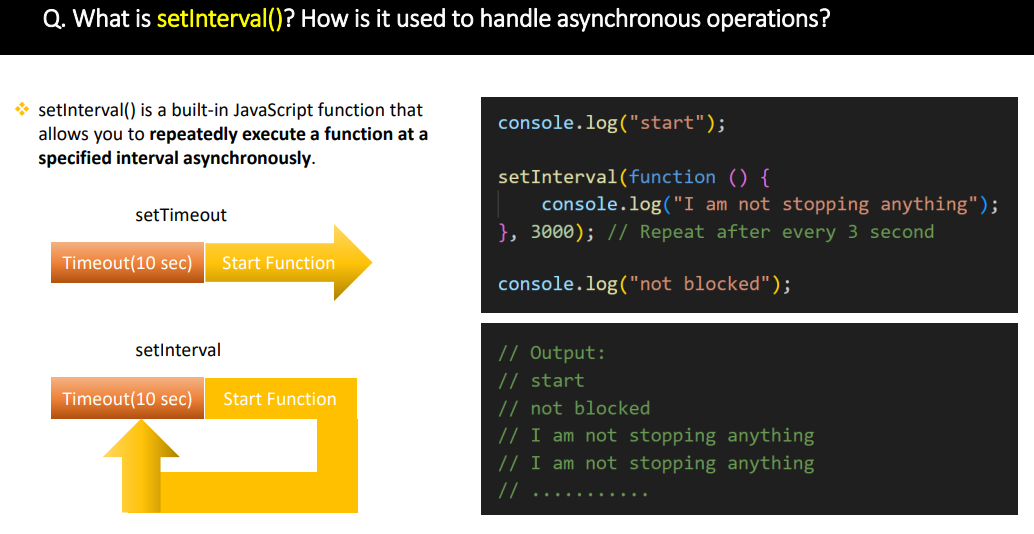 Q. What is setInterval()? How is it used to handle asynchronous operations?
setInterval() is a built-in JavaScript function that
allows you to repeatedly execute a function at a
specified interval asynchronously.
setTimeout
Timeout(10 sec) Start Function
setInterval
Timeout(10 sec) Start Function
console.log("start");
setInterval(function () {
console.log("I am not stopping anything");
}, 3000); // Repeat after every 3 second
console.log("not blocked");
// Output:
// start
// not blocked
// I am not stopping anything
// I am not stopping anything
// ...........